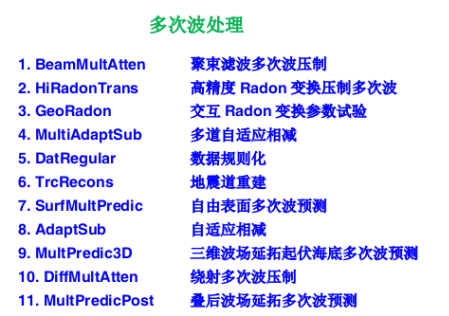 多次波处理
1. BeamMultAtten 聚束滤波多次波压制
2. HiRadonTrans 高精度 Radon 变换压制多次波
3. GeoRadon 交互 Radon 变换参数试验
4. MultiAdaptSub 多道自适应相减
5. DatRegular 数据规则化
6. TrcRecons 地震道重建
7. SurfMultPredic 自由表面多次波预测
8. AdaptSub 自适应相减
9. MultPredic3D 三维波场延拓起伏海底多次波预测
10. DiffMultAtten 绕射多次波压制
11. MultPredicPost 叠后波场延拓多次波预测